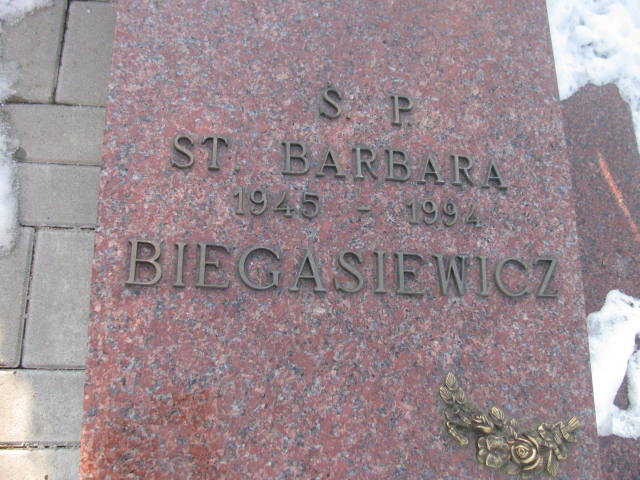 S. P.
ST. BARBARA
1945 - 1994
BIEGASIEWICZ